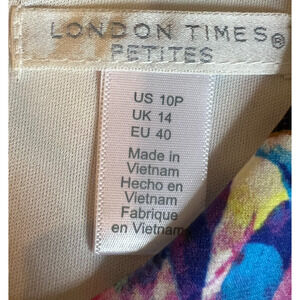 LONDON TIMES®
PETITES
US 10P
UK 14
EU 40
Made in
Vietnam
Hecho en
Vietnam
Fabrique
en Vietnam